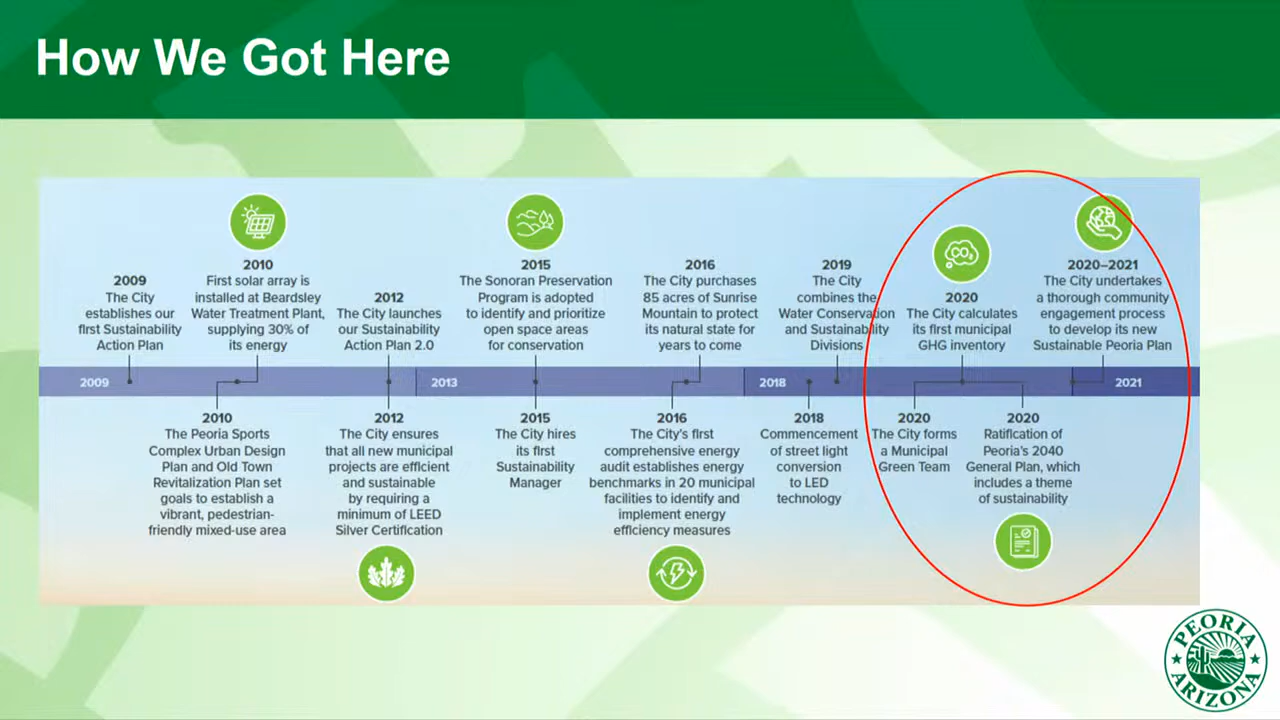 How We Got Here
2009
The City
establishes our
first Sustainability
Action Plan
2010
First solar array is
installed at Beardsley
Water Treatment Plant,
supplying 30% of
its energy
2012
The City launches
our Sustainability
Action Plan 2.0
2015
The Sonoran Preservation
Program is adopted
to identify and prioritize
open space areas
for conservation
2016
The City purchases
85 acres of Sunrise
Mountain to protect
its natural state for
years to come
2019
The City
combines the
Water Conservation
and Sustainability
Divisions
CO₂
2020
The City calculates
its first municipal
GHG inventory
2020–2021
The City undertakes
a thorough community
engagement process
to develop its new
Sustainable Peoria Plan
2009
2013
2018
2021
2010
The Peoria Sports
Complex Urban Design
Plan and Old Town
Revitalization Plan set
goals to establish a
vibrant, pedestrian-
friendly mixed-use area
2012
The City ensures
that all new municipal
projects are efficient
and sustainable
by requiring a
minimum of LEED
Silver Certification
2015
The City hires
its first
Sustainability
Manager
2016
The City's first
comprehensive energy
audit establishes energy
benchmarks in 20 municipal
facilities to identify and
implement energy
efficiency measures
2018
Commencement
of street light
conversion
to LED
technology
2020
The City forms
a Municipal
Green Team
2020
Ratification of
Peoria's 2040
General Plan, which
includes a theme
of sustainability
PEORIA
ARIZONA